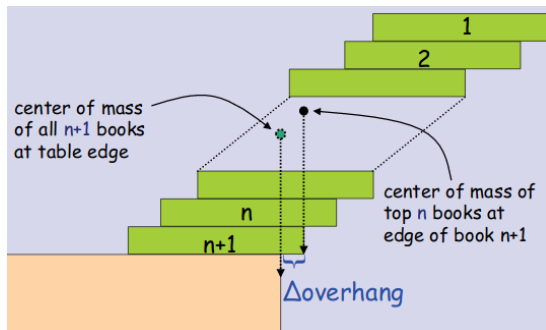 1
2
center of mass
of all n+1 books
at table edge
center of mass of
top n books at
edge of book n+1
n
n+1
Δoverhang